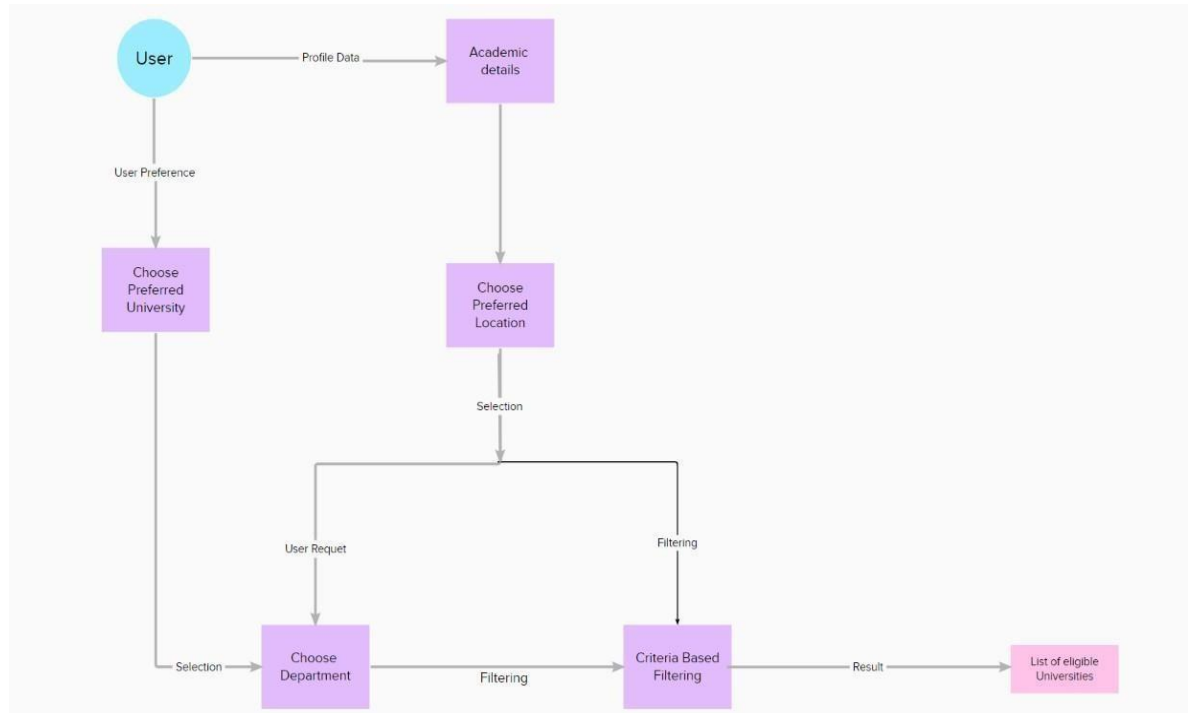 User
Profile Data
Academic
details
User Preference
Choose
Preferred
University
Choose
Preferred
Location
Selection
User Requet
Filtering
Selection
Choose
Department
Filtering
Criteria Based
Filtering
Result
List of eligible
Universities